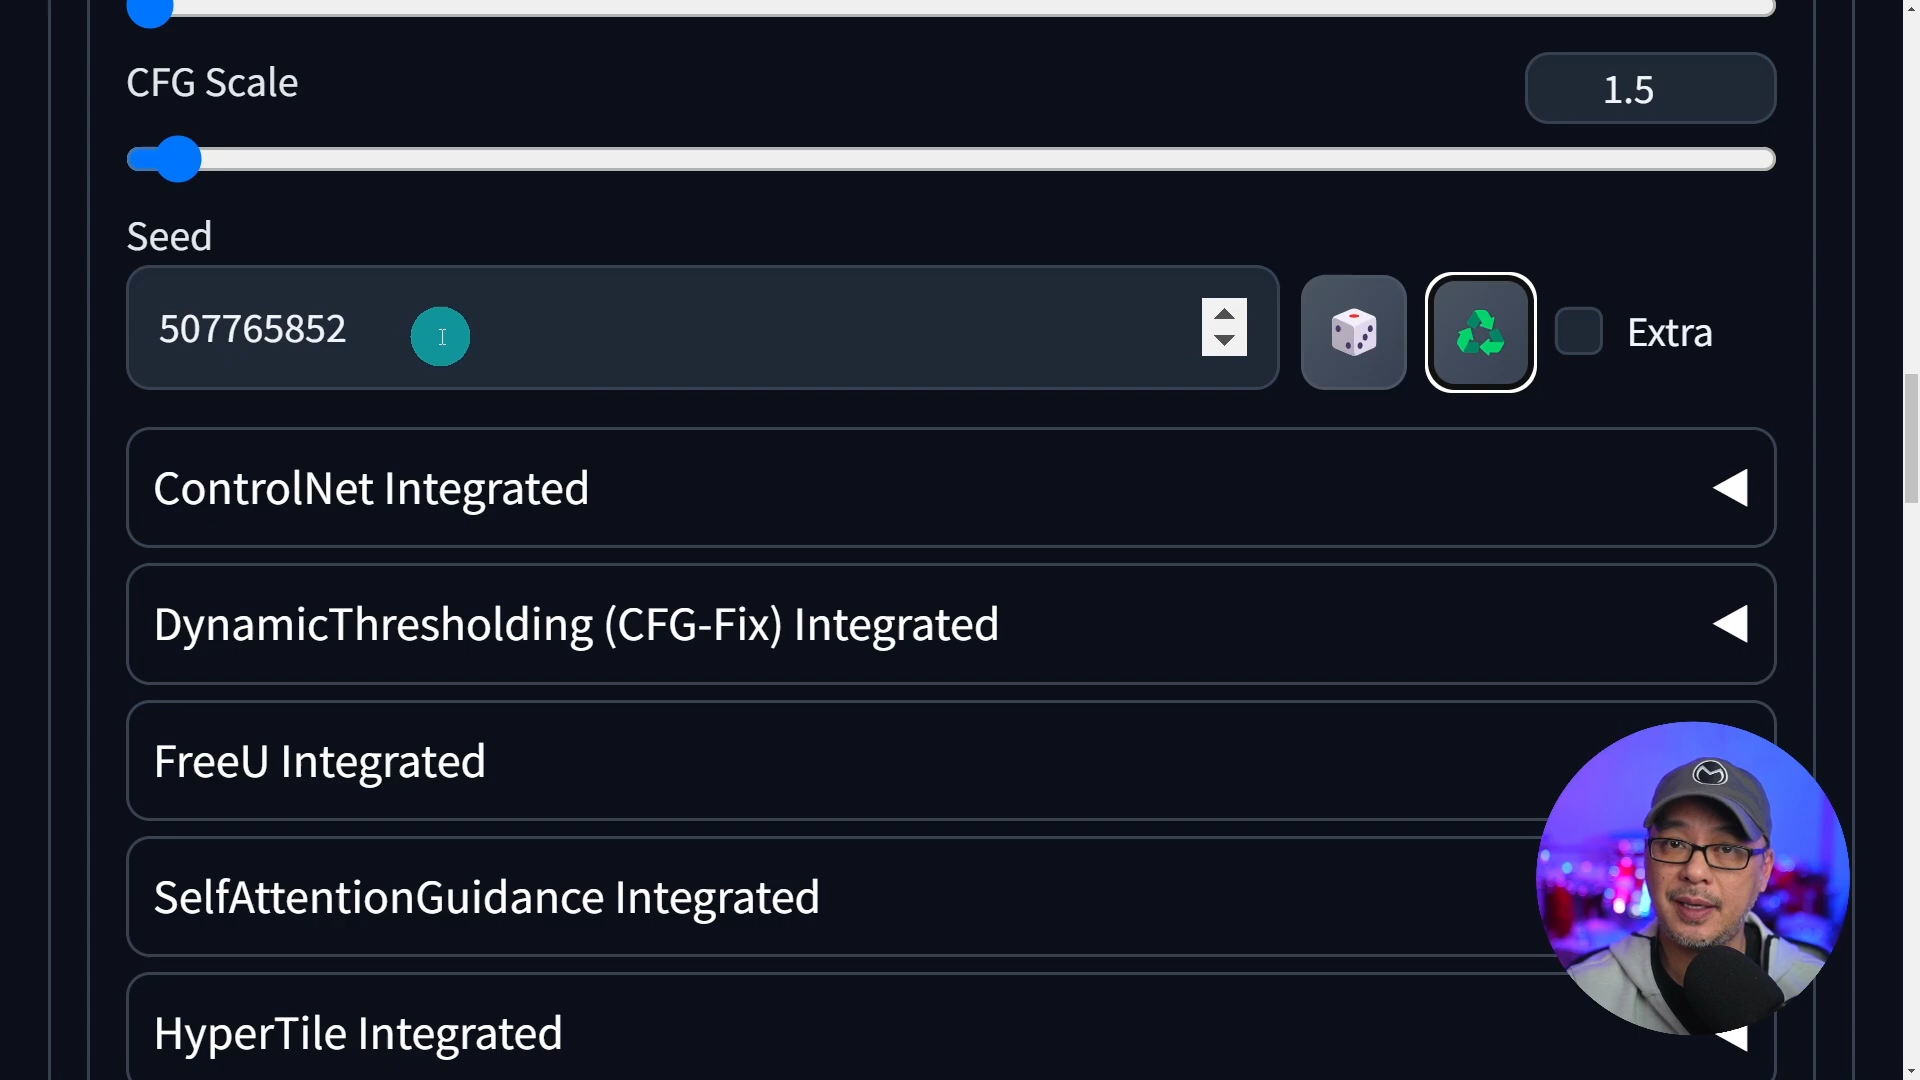 CFG Scale
1.5
Seed
507765852
Extra
ControlNet Integrated
DynamicThresholding (CFG-Fix) Integrated
FreeU Integrated
SelfAttentionGuidance Integrated
HyperTile Integrated